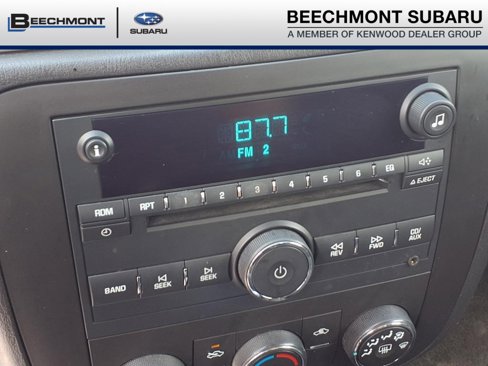 BEECHMONT
SUBARU
BEECHMONT SUBARU
A MEMBER OF KENWOOD DEALER GROUP
87.7
FM 2
RDM RPT 1 2 3 4 5 6 EQ
EJECT
BAND SEEK SEEK REV FWD CD/
AUX